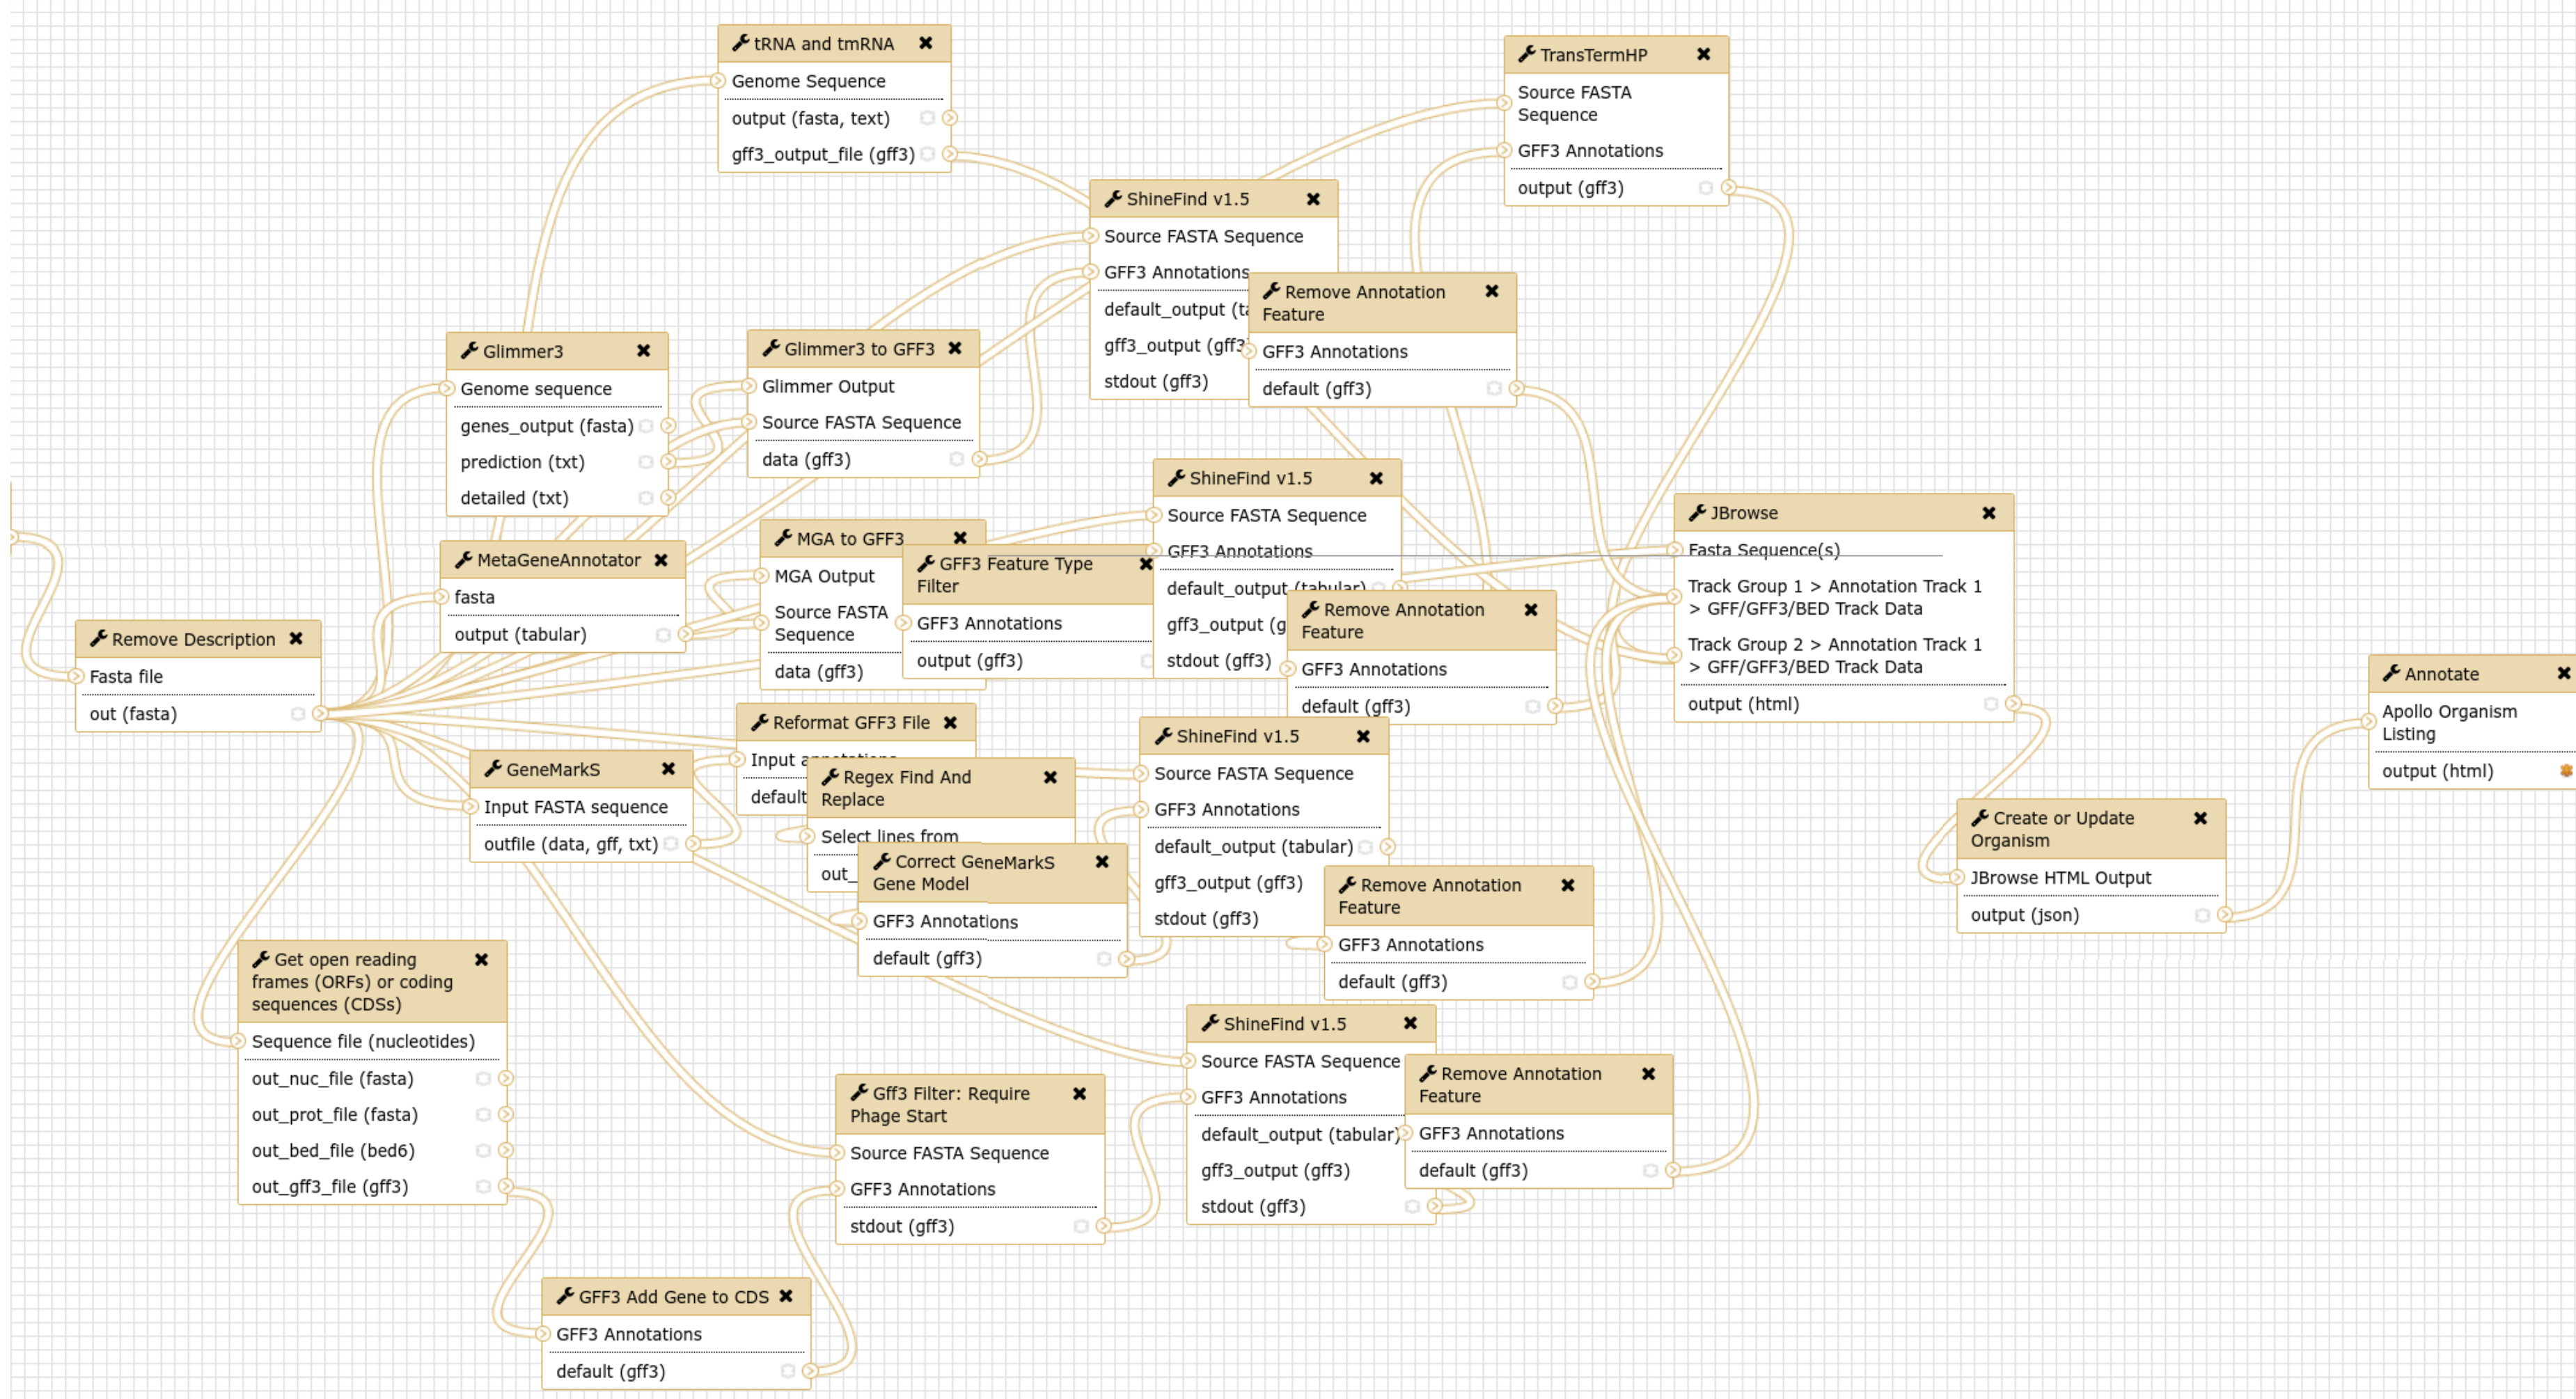 tRNA and tmRNA
Genome Sequence
output (fasta, text)
gff3_output_file (gff3)
TransTermHP
Source FASTA
Sequence
GFF3 Annotations
output (gff3)
ShineFind v1.5
Source FASTA Sequence
GFF3 Annotations
default_output (ta
gff3_output (gff3
stdout (gff3)
Remove Annotation
Feature
GFF3 Annotations
default (gff3)
Glimmer3
Genome sequence
genes_output (fasta)
prediction (txt)
detailed (txt)
Glimmer3 to GFF3
Glimmer Output
Source FASTA Sequence
data (gff3)
ShineFind v1.5
Source FASTA Sequence
GFF3 Annotations
default_output (tabular)
gff3_output (g
stdout (gff3)
JBrowse
Fasta Sequence(s)
Track Group 1 > Annotation Track 1
> GFF/GFF3/BED Track Data
Track Group 2 > Annotation Track 1
> GFF/GFF3/BED Track Data
output (html)
MGA to GFF3
MGA Output
Source FASTA
Sequence
data (gff3)
GFF3 Feature Type
Filter
GFF3 Annotations
output (gff3)
MetaGeneAnnotator
fasta
output (tabular)
Remove Annotation
Feature
GFF3 Annotations
default (gff3)
Remove Description
Fasta file
out (fasta)
Annotate
Apollo Organism
Listing
output (html)
Reformat GFF3 File
Input annotations
default
ShineFind v1.5
Source FASTA Sequence
GFF3 Annotations
default_output (tabular)
gff3_output (gff3)
stdout (gff3)
GeneMarkS
Input FASTA sequence
outfile (data, gff, txt)
Regex Find And
Replace
Select lines from
out_
Create or Update
Organism
JBrowse HTML Output
output (json)
Correct GeneMarkS
Gene Model
GFF3 Annotations
default (gff3)
Remove Annotation
Feature
GFF3 Annotations
default (gff3)
Get open reading
frames (ORFs) or coding
sequences (CDSs)
Sequence file (nucleotides)
out_nuc_file (fasta)
out_prot_file (fasta)
out_bed_file (bed6)
out_gff3_file (gff3)
ShineFind v1.5
Source FASTA Sequence
GFF3 Annotations
default_output (tabular)
gff3_output (gff3)
stdout (gff3)
Remove Annotation
Feature
GFF3 Annotations
default (gff3)
Gff3 Filter: Require
Phage Start
Source FASTA Sequence
GFF3 Annotations
stdout (gff3)
GFF3 Add Gene to CDS
GFF3 Annotations
default (gff3)